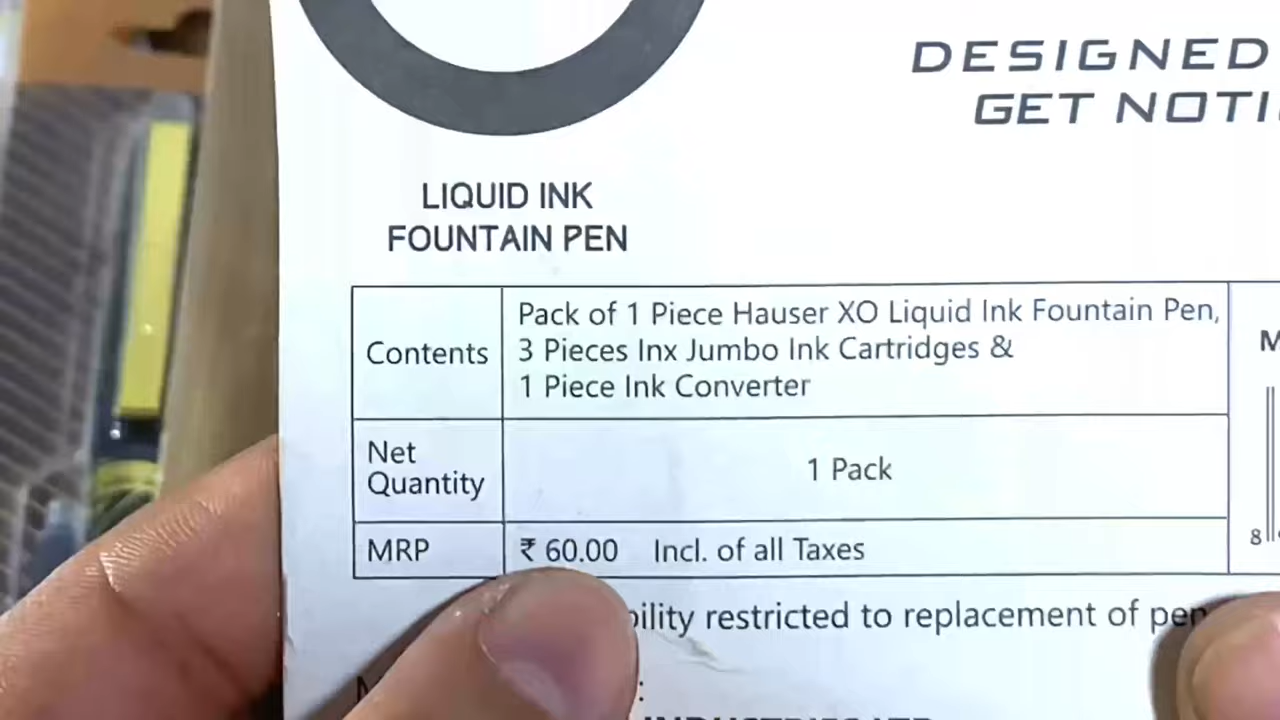 DESIGNED
GET
LIQUID INK
FOUNTAIN PEN
Contents
Pack of 1 Piece Hauser XO Liquid Ink Fountain Pen,
3 Pieces Inx Jumbo Ink Cartridges &
1 Piece Ink Converter
Net
Quantity
1 Pack
MRP
₹ 60.00 Incl. of all Taxes
restricted to replacement of pen
8